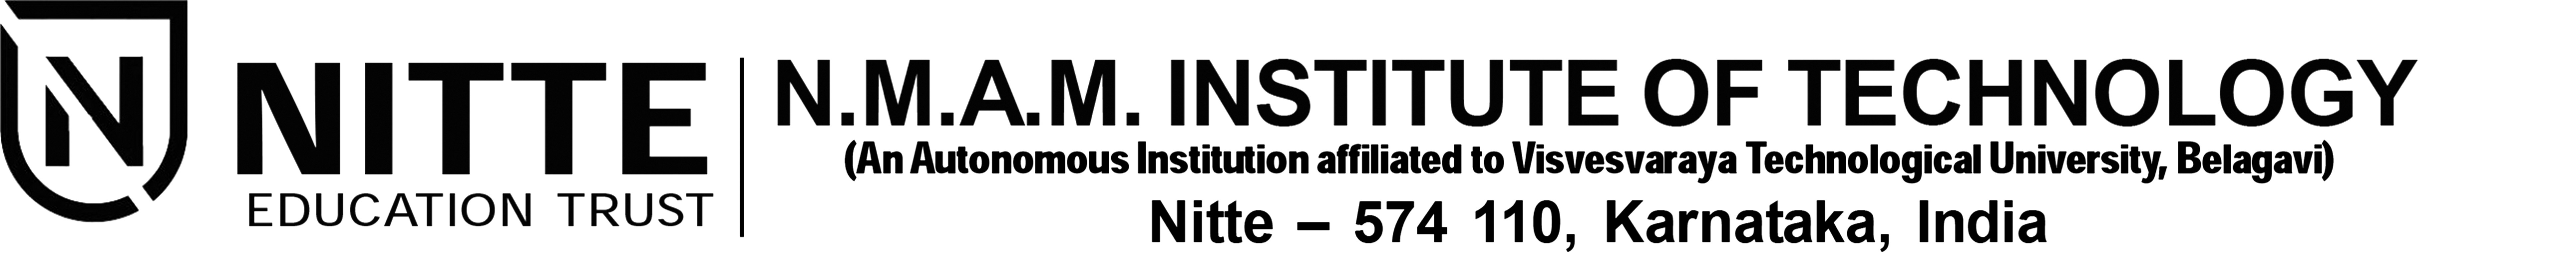 N
NITTE
EDUCATION TRUST
N.M.A.M. INSTITUTE OF TECHNOLOGY
(An Autonomous Institution affiliated to Visvesvaraya Technological University, Belagavi)
Nitte – 574 110, Karnataka, India